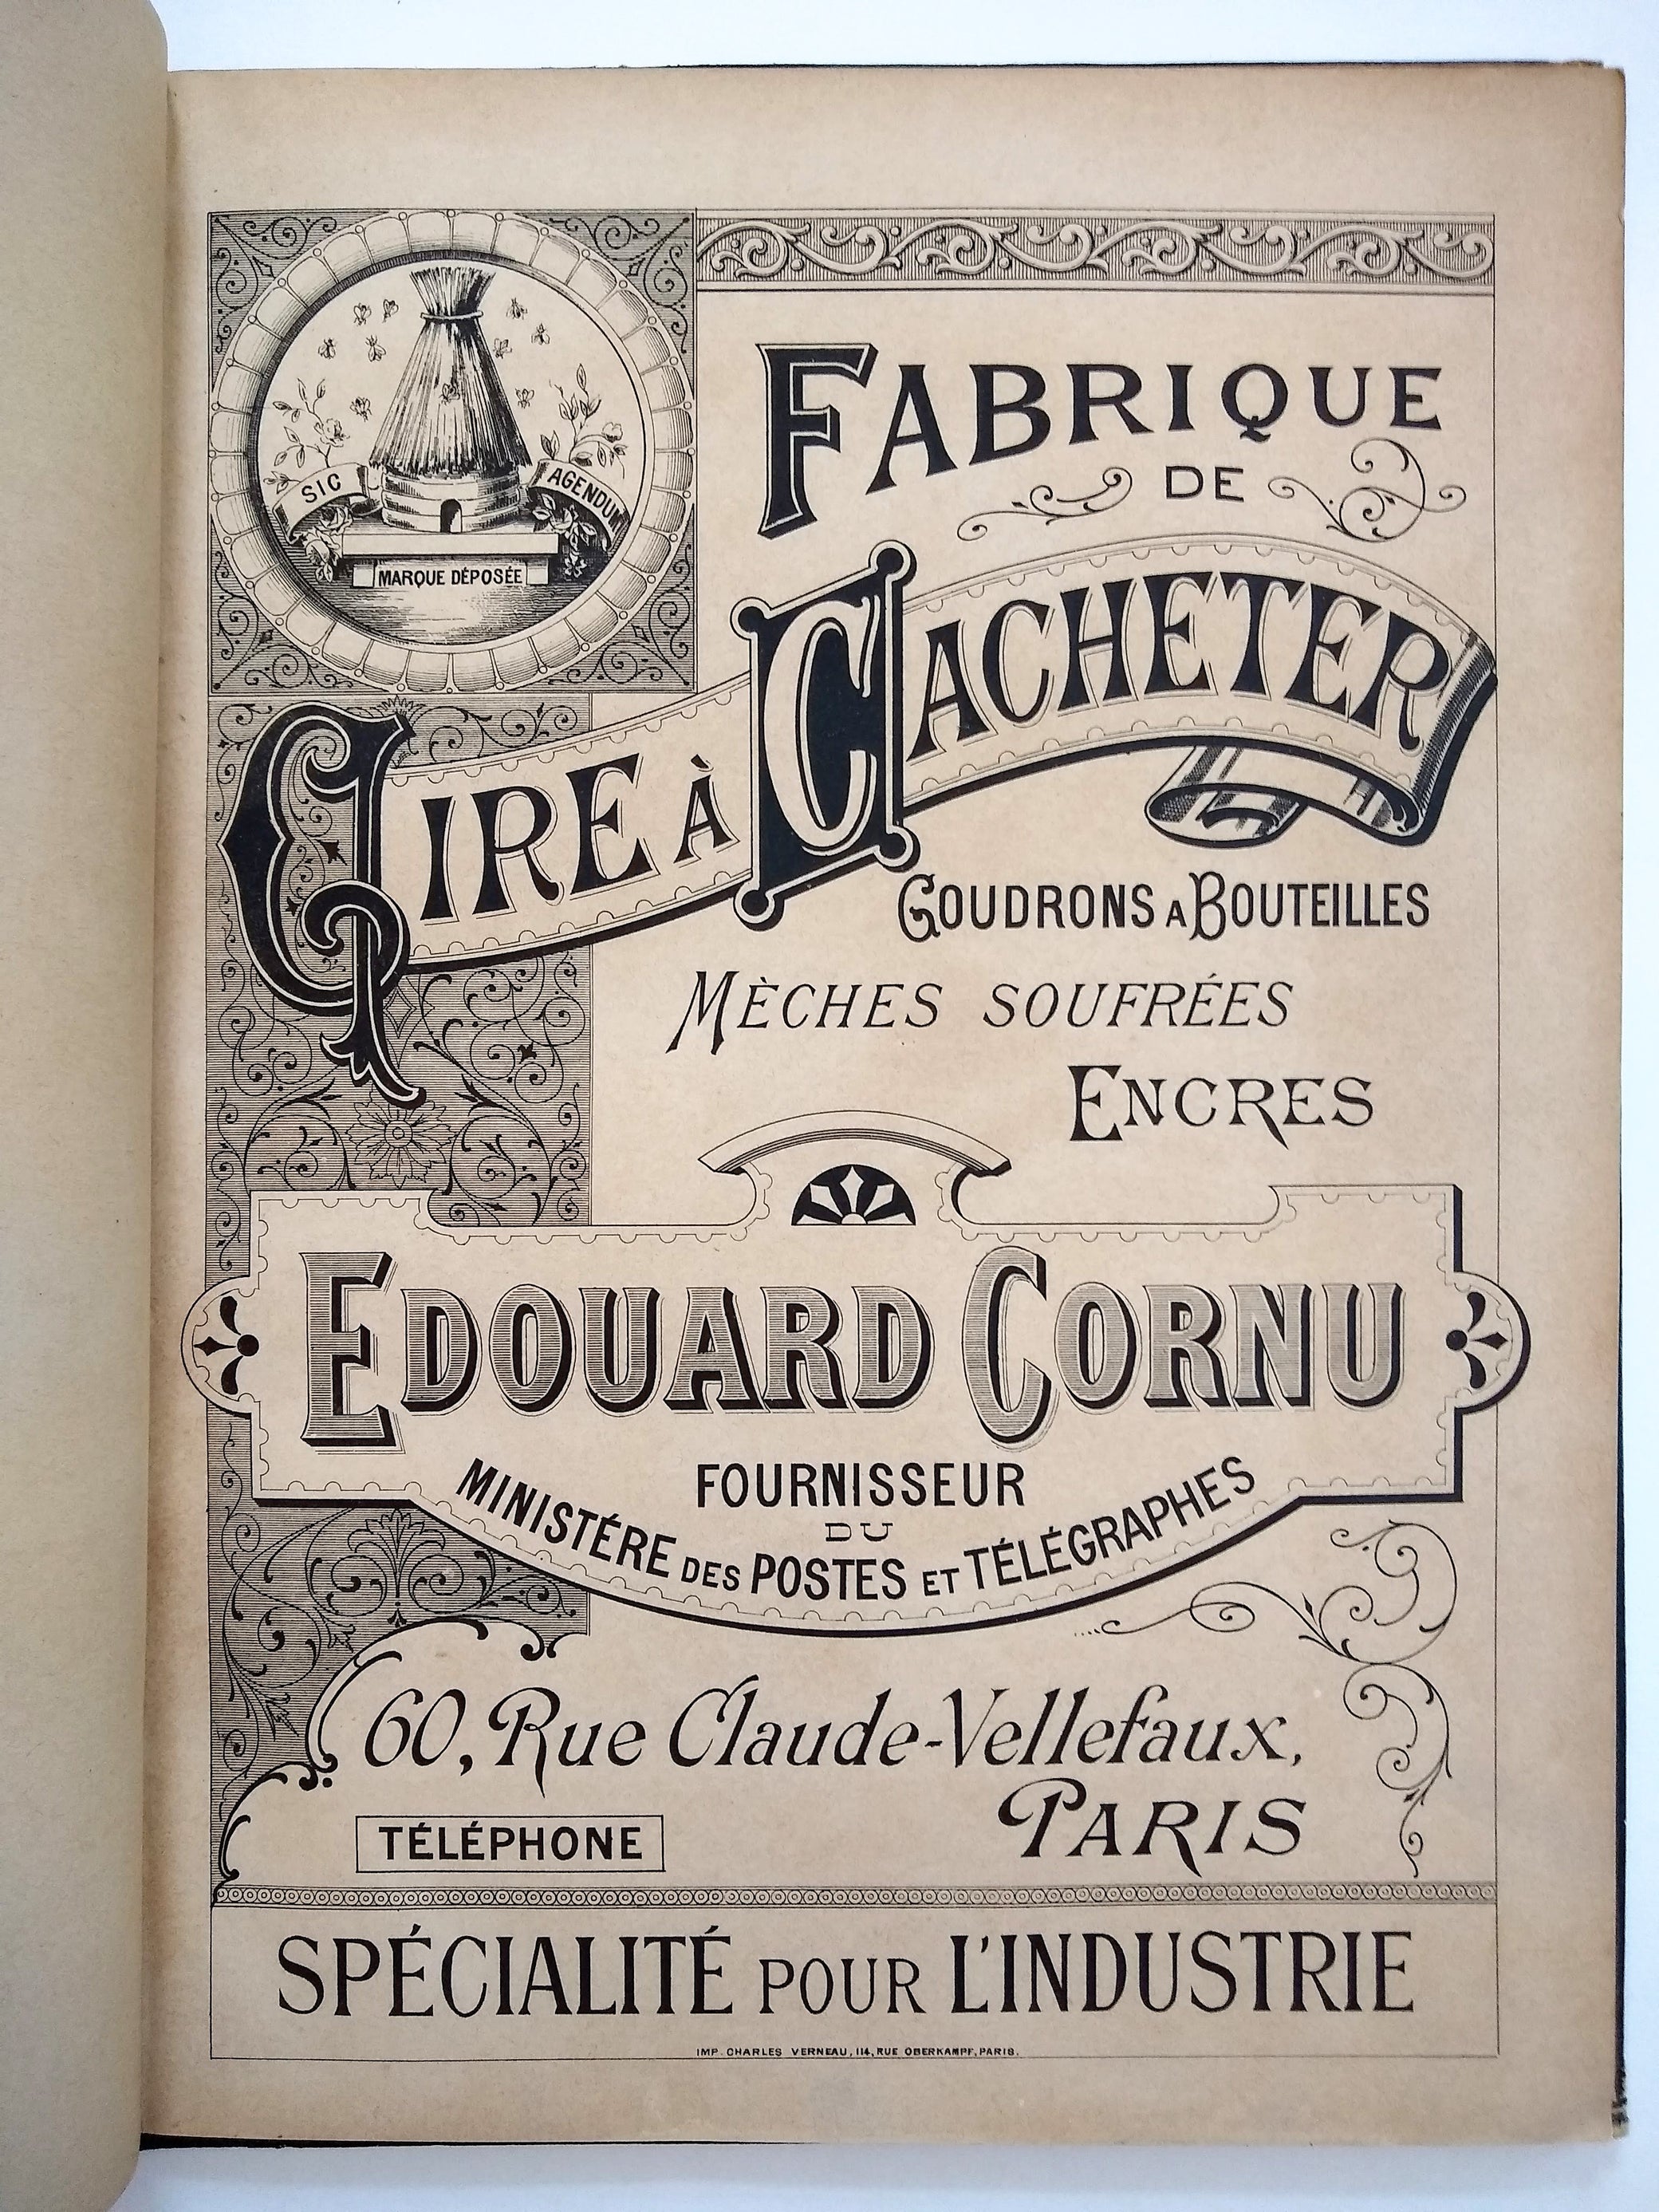 SIC AGENDUM
MARQUE DÉPOSÉE
FABRIQUE
DE
CIRE À CACHETER
GOUDRONS A BOUTEILLES
MÈCHES SOUFRÉES
ENCRES
EDOUARD CORNU
FOURNISSEUR
DU
MINISTÉRE DES POSTES ET TÉLÉGRAPHES
60, Rue Claude-Vellefaux,
PARIS
TÉLÉPHONE
SPÉCIALITÉ POUR L'INDUSTRIE
IMP. CHARLES VERNEAU, 114, RUE OBERKAMPF, PARIS.